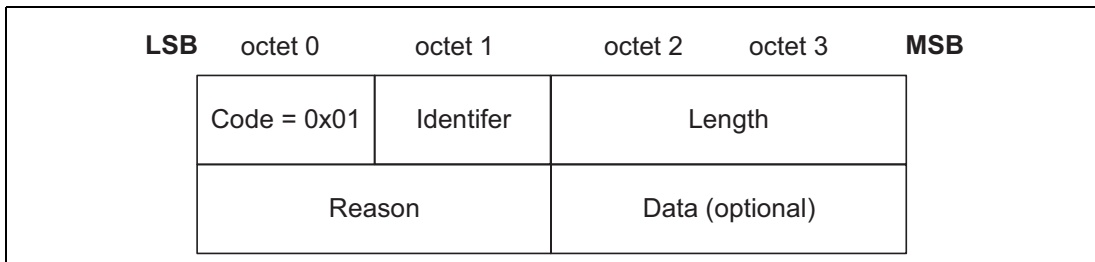 LSB octet 0 octet 1 octet 2 octet 3 MSB
Code = 0x01 Identifer Length
Reason Data (optional)